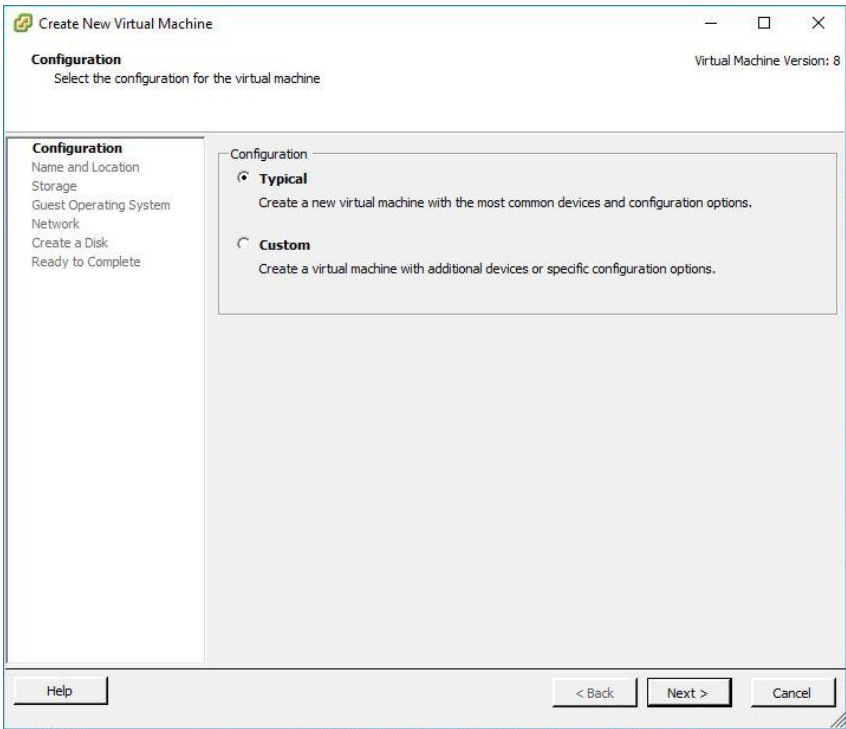 Create New Virtual Machine
Configuration
Select the configuration for the virtual machine
Virtual Machine Version: 8
Configuration
Name and Location
Storage
Guest Operating System
Network
Create a Disk
Ready to Complete
Configuration
Typical
Create a new virtual machine with the most common devices and configuration options.
Custom
Create a virtual machine with additional devices or specific configuration options.
Help
< Back
Next >
Cancel